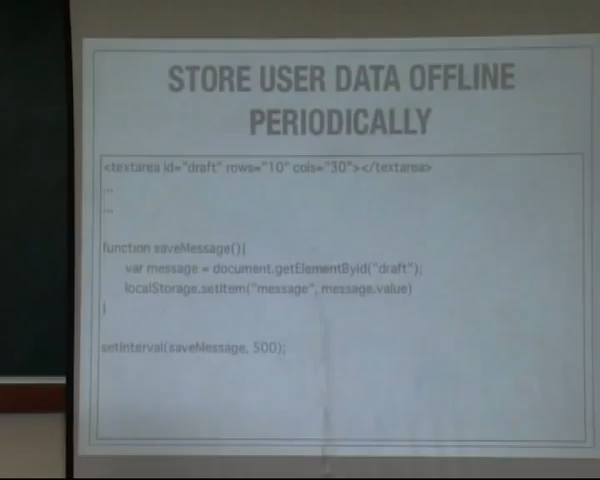 STORE USER DATA OFFLINE
PERIODICALLY
<textarea id="draft" rows="10" cols="30"></textarea>
...
...
function saveMessage(){
var message = document.getElementById("draft");
localStorage.setItem("message", message.value)
}
setInterval(saveMessage, 500);